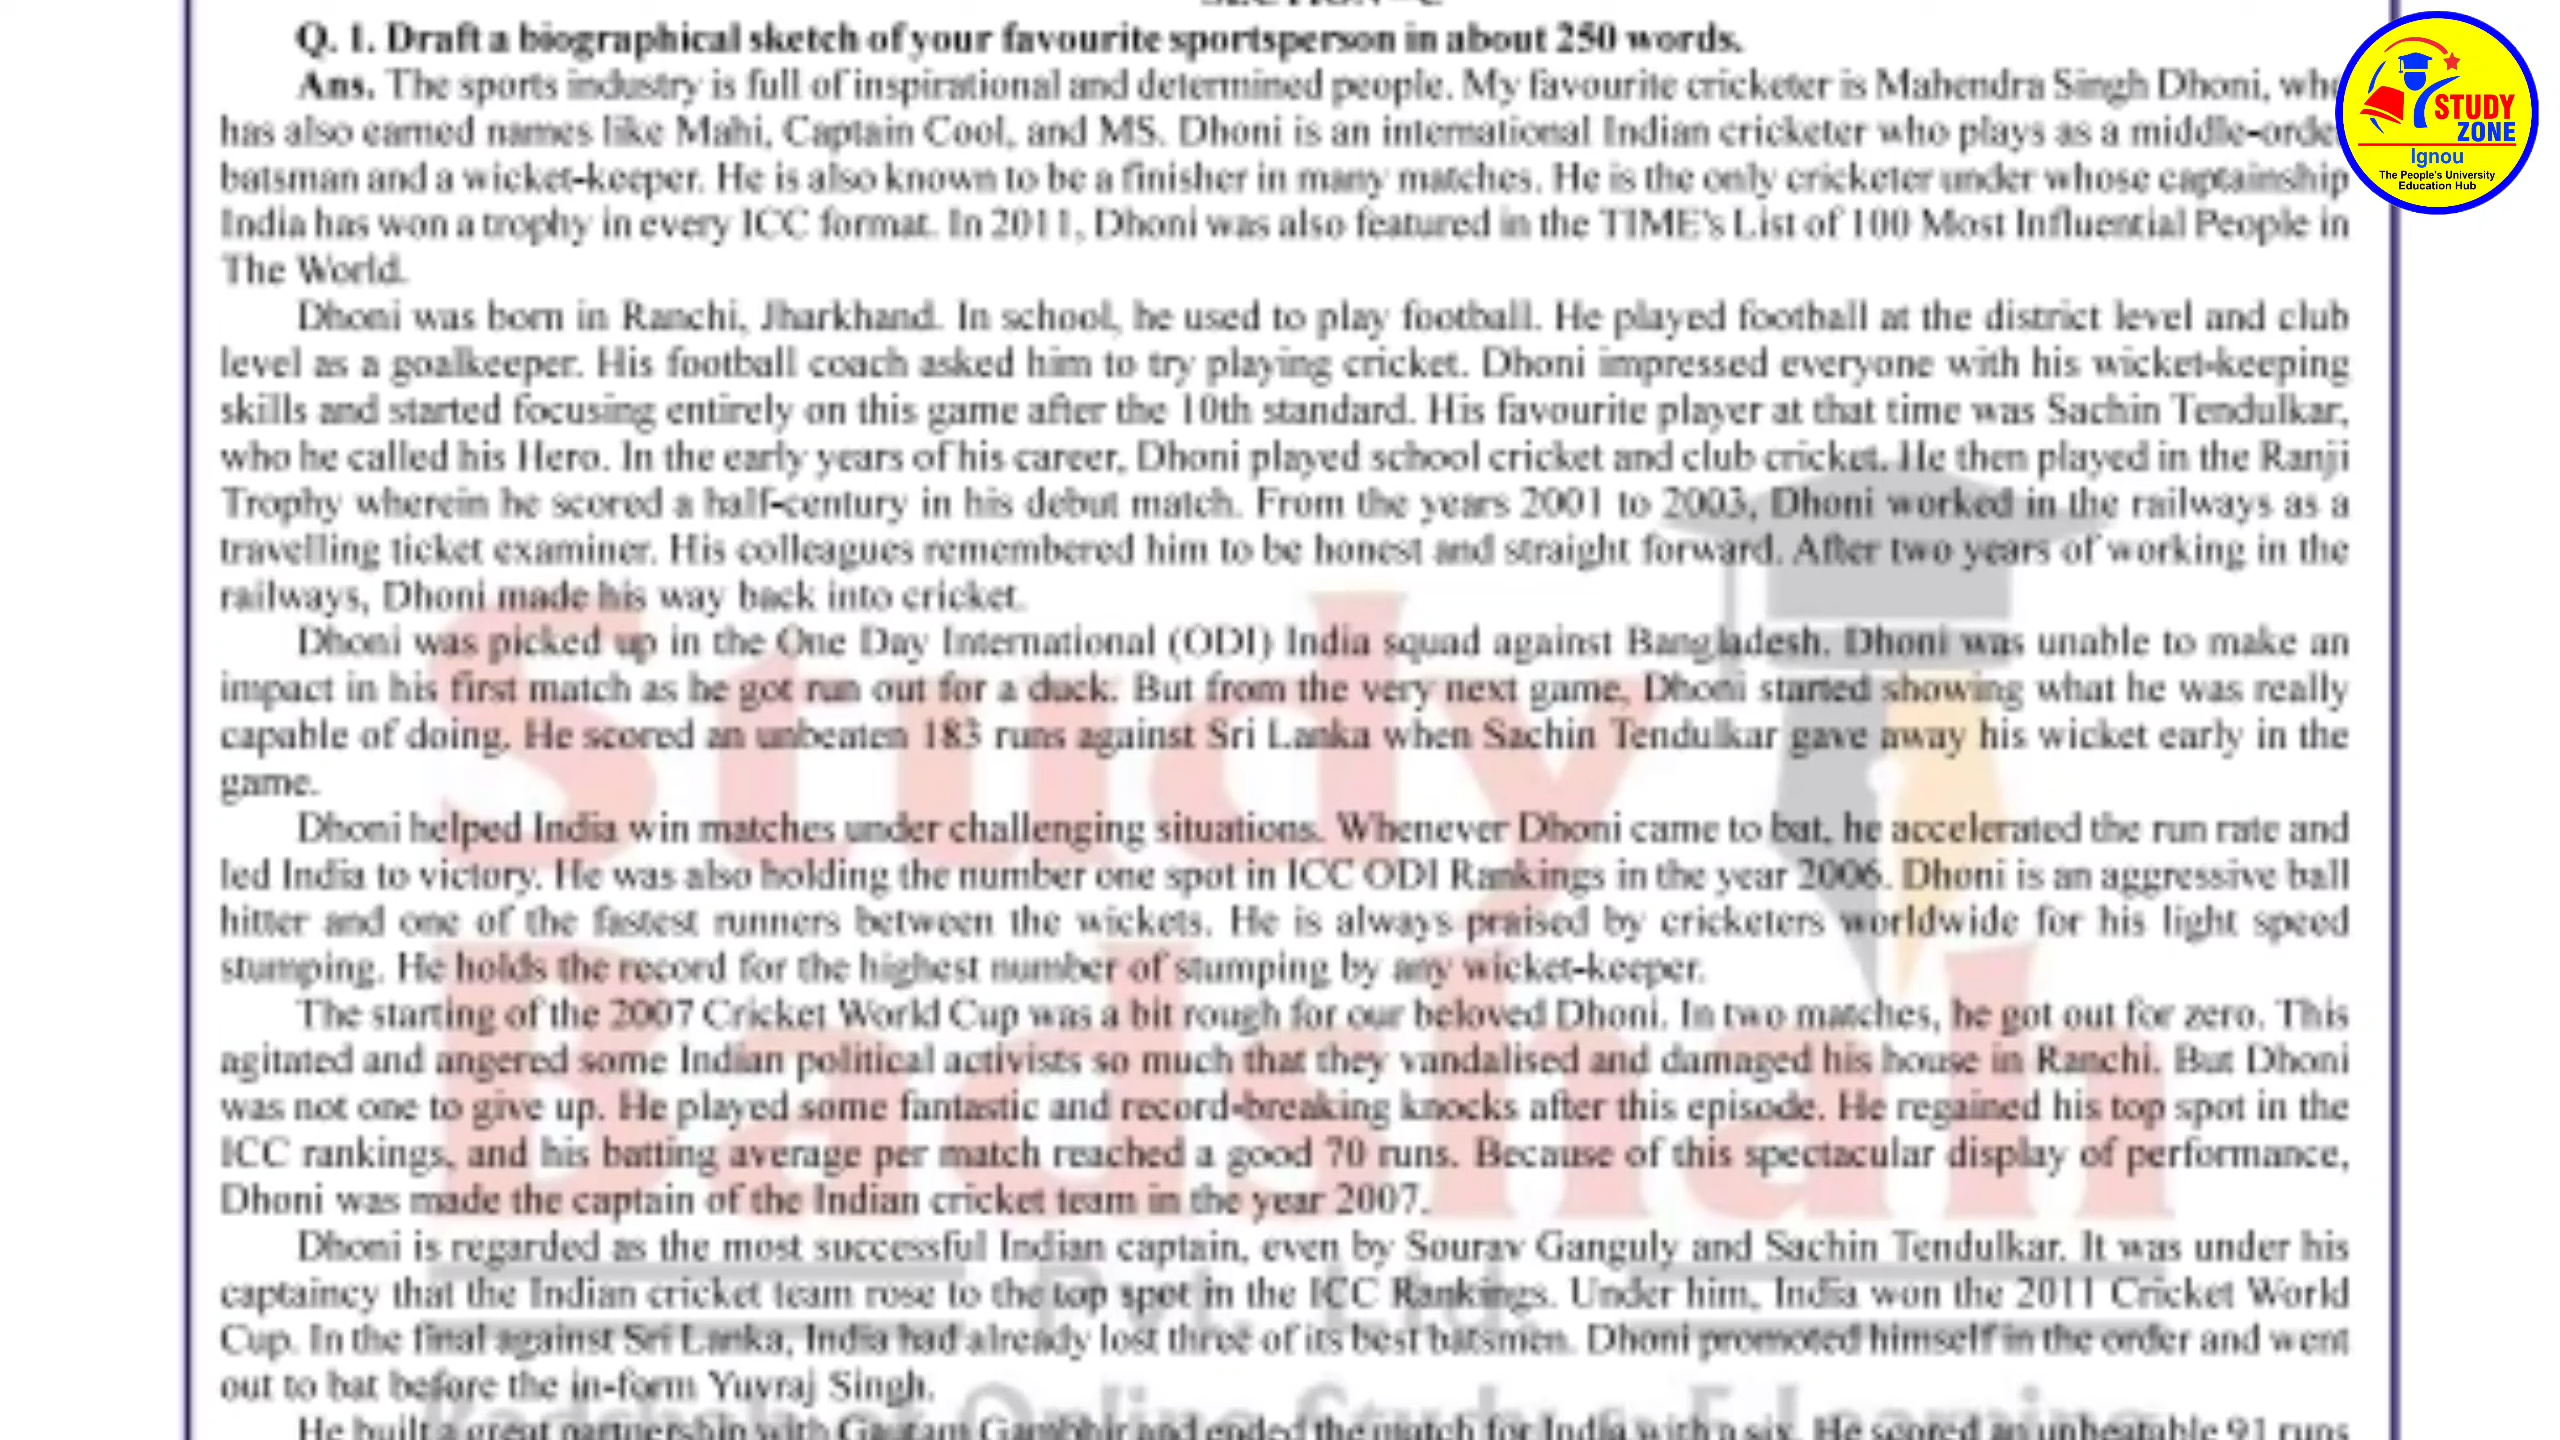 SECTION—C
Q. 1. Draft a biographical sketch of your favourite sportsperson in about 250 words.
Ans. The sports industry is full of inspirational and determined people. My favourite cricketer is Mahendra Singh Dhoni, who
has also earned names like Mahi, Captain Cool, and MS. Dhoni is an international Indian cricketer who plays as a middle-order
batsman and a wicket-keeper. He is also known to be a finisher in many matches. He is the only cricketer under whose captainship
India has won a trophy in every ICC format. In 2011, Dhoni was also featured in the TIME's List of 100 Most Influential People in
The World.
Dhoni was born in Ranchi, Jharkhand. In school, he used to play football. He played football at the district level and club
level as a goalkeeper. His football coach asked him to try playing cricket. Dhoni impressed everyone with his wicket-keeping
skills and started focusing entirely on this game after the 10th standard. His favourite player at that time was Sachin Tendulkar,
who he called his Hero. In the early years of his career, Dhoni played school cricket and club cricket. He then played in the Ranji
Trophy wherein he scored a half-century in his debut match. From the years 2001 to 2003, Dhoni worked in the railways as a
travelling ticket examiner. His colleagues remembered him to be honest and straight forward. After two years of working in the
railways, Dhoni made his way back into cricket.
Dhoni was picked up in the One Day International (ODI) India squad against Bangladesh. Dhoni was unable to make an
impact in his first match as he got run out for a duck. But from the very next game, Dhoni started showing what he was really
capable of doing. He scored an unbeaten 183 runs against Sri Lanka when Sachin Tendulkar gave away his wicket early in the
game.
Dhoni helped India win matches under challenging situations. Whenever Dhoni came to bat, he accelerated the run rate and
led India to victory. He was also holding the number one spot in ICC ODI Rankings in the year 2006. Dhoni is an aggressive ball
hitter and one of the fastest runners between the wickets. He is always praised by cricketers worldwide for his light speed
stumping. He holds the record for the highest number of stumping by any wicket-keeper.
The starting of the 2007 Cricket World Cup was a bit rough for our beloved Dhoni. In two matches, he got out for zero. This
agitated and angered some Indian political activists so much that they vandalised and damaged his house in Ranchi. But Dhoni
was not one to give up. He played some fantastic and record-breaking knocks after this episode. He regained his top spot in the
ICC rankings, and his batting average per match reached a good 70 runs. Because of this spectacular display of performance,
Dhoni was made the captain of the Indian cricket team in the year 2007.
Dhoni is regarded as the most successful Indian captain, even by Sourav Ganguly and Sachin Tendulkar. It was under his
captaincy that the Indian cricket team rose to the top spot in the ICC Rankings. Under him, India won the 2011 Cricket World
Cup. In the final against Sri Lanka, India had already lost three of its best batsmen. Dhoni promoted himself in the order and went
out to bat before the in-form Yuvraj Singh.
He built a great partnership with Gautam Gambhir and ended the match for India with a six. He scored an unbeatable 91 runs
Study
Badshah
Pvt. Ltd.
Online Study e-E-Learning
STUDY
ZONE
Ignou
The People's University
Education Hub